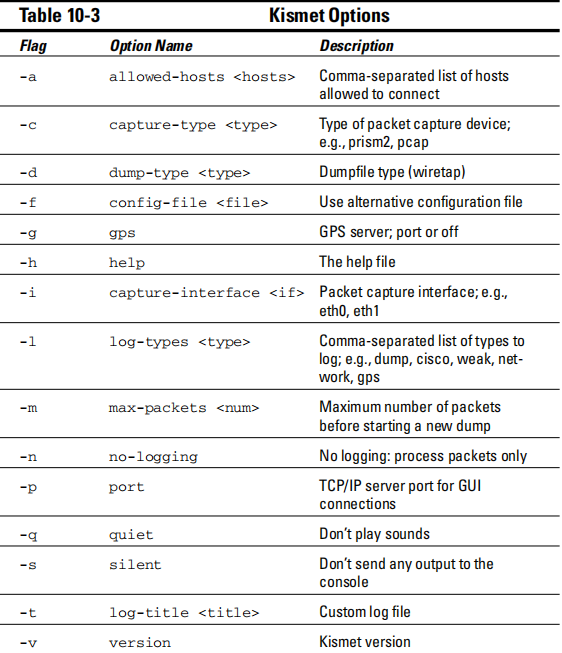 Table 10-3 Kismet Options
Flag Option Name Description
-a allowed-hosts <hosts> Comma-separated list of hosts
allowed to connect
-c capture-type <type> Type of packet capture device;
e.g., prism2, pcap
-d dump-type <type> Dumpfile type (wiretap)
-f config-file <file> Use alternative configuration file
-g gps GPS server; port or off
-h help The help file
-i capture-interface <if> Packet capture interface; e.g.,
eth0, eth1
-l log-types <type> Comma-separated list of types to
log; e.g., dump, cisco, weak, net-
work, gps
-m max-packets <num> Maximum number of packets
before starting a new dump
-n no-logging No logging: process packets only
-p port TCP/IP server port for GUI
connections
-q quiet Don't play sounds
-s silent Don't send any output to the
console
-t log-title <title> Custom log file
-v version Kismet version